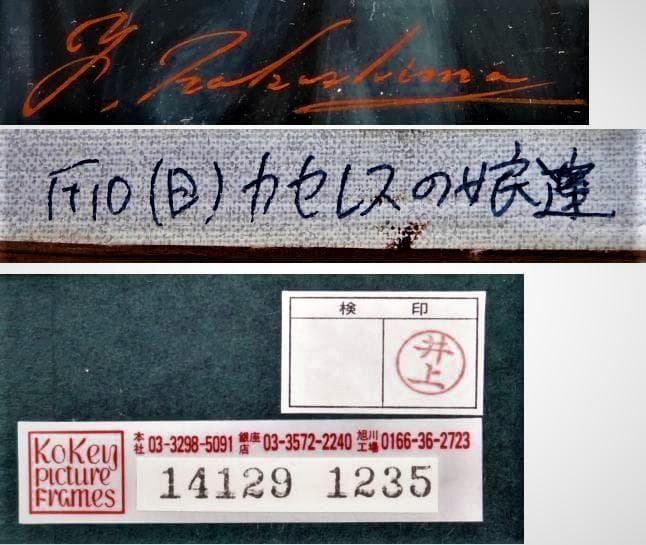 Y. Nakashima
F10(日)カセレスの娘達
検 印
井上
KoKey picture Frames
本社 03-3298-5091 銀座店 03-3572-2240 旭川工場 0166-36-2723
14129 1235